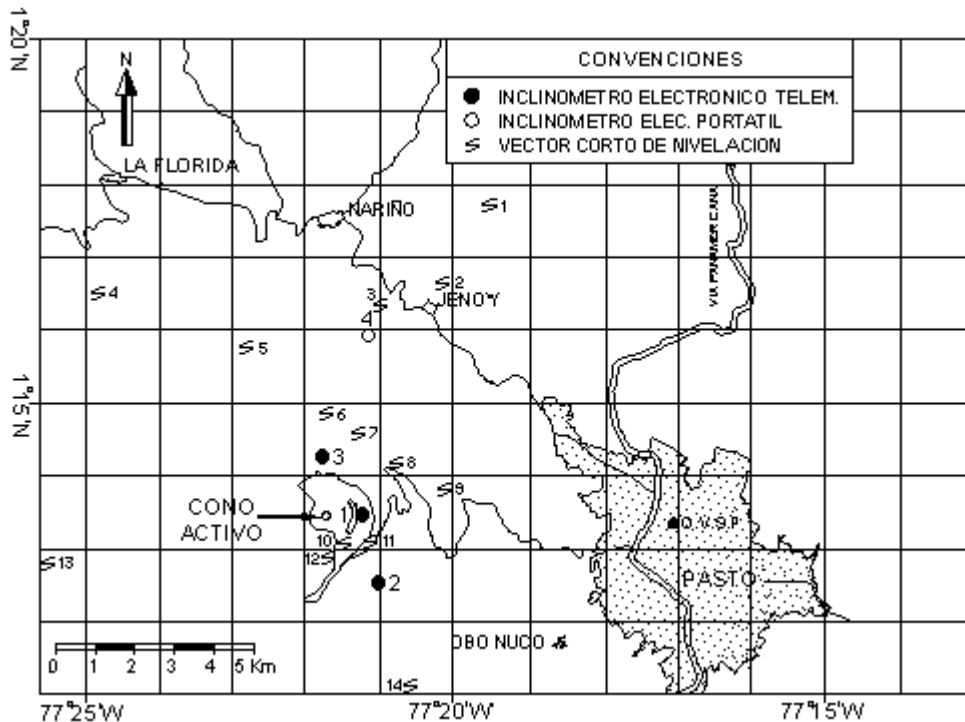 1°20'N
N
CONVENCIONES
INCLINOMETRO ELECTRONICO TELEM.
INCLINOMETRO ELEC. PORTATIL
VECTOR CORTO DE NIVELACION
LA FLORIDA
NARIÑO
1
VIA PANAMERICANA
4
2
3
JENOY
4
5
1°15'N
6
7
3
8
9
CONO
ACTIVO
1
O.V.S.P
10
11
12
13
2
PASTO
OBONUCO
0 1 2 3 4 5 Km
14
77°25'W
77°20'W
77°15'W